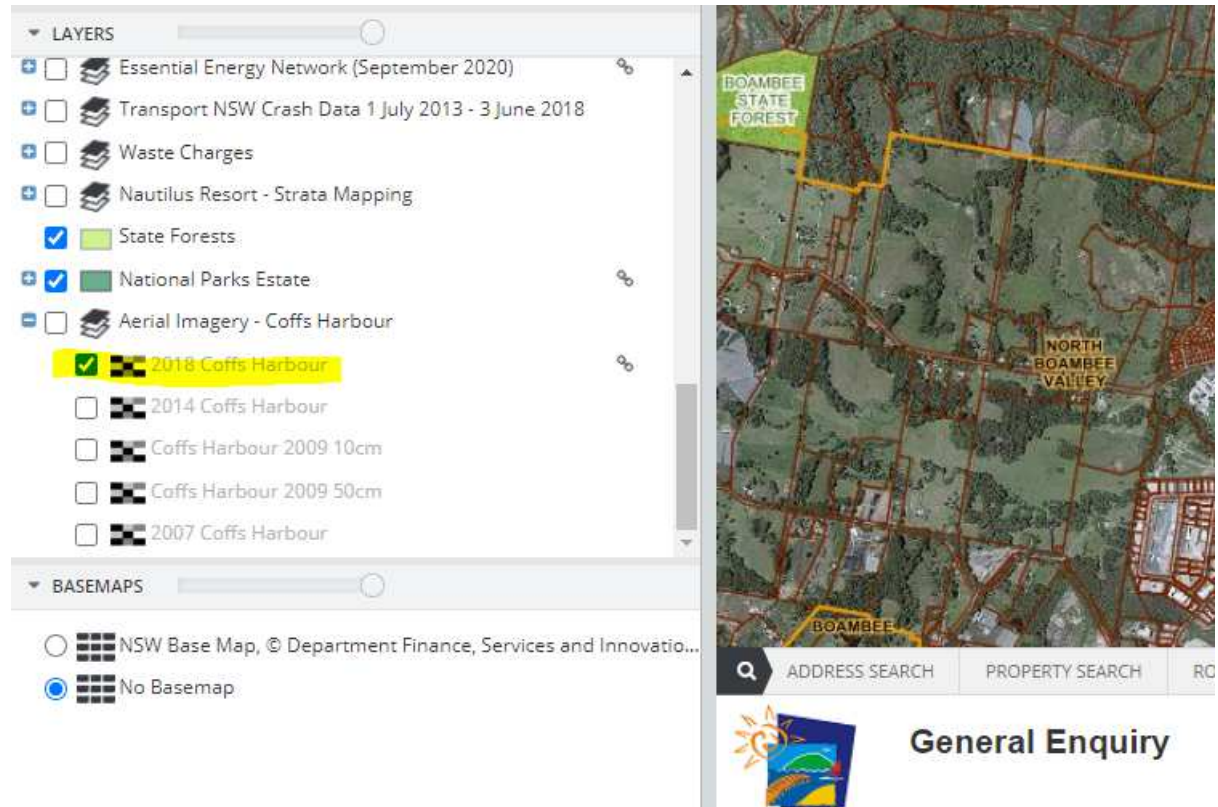 LAYERS
Essential Energy Network (September 2020)
Transport NSW Crash Data 1 July 2013 - 3 June 2018
Waste Charges
Nautilus Resort - Strata Mapping
State Forests
National Parks Estate
Aerial Imagery - Coffs Harbour
2018 Coffs Harbour
2014 Coffs Harbour
Coffs Harbour 2009 10cm
Coffs Harbour 2009 50cm
2007 Coffs Harbour
BASEMAPS
NSW Base Map, © Department Finance, Services and Innovatio...
No Basemap
BOAMBEE
STATE
FOREST
NORTH
BOAMBEE
VALLEY
BOAMBEE
ADDRESS SEARCH
PROPERTY SEARCH
RO
General Enquiry